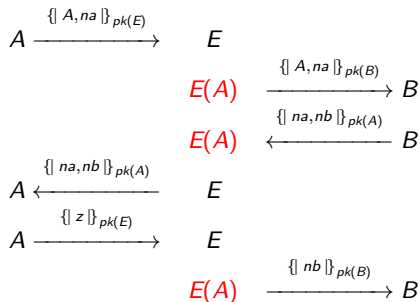 {| A,na |}pk(E)
A → E
{| A,na |}pk(B)
E(A) → B
{| na,nb |}pk(A)
E(A) ← B
{| na,nb |}pk(A)
A ← E
{| z |}pk(E)
A → E
{| nb |}pk(B)
E(A) → B